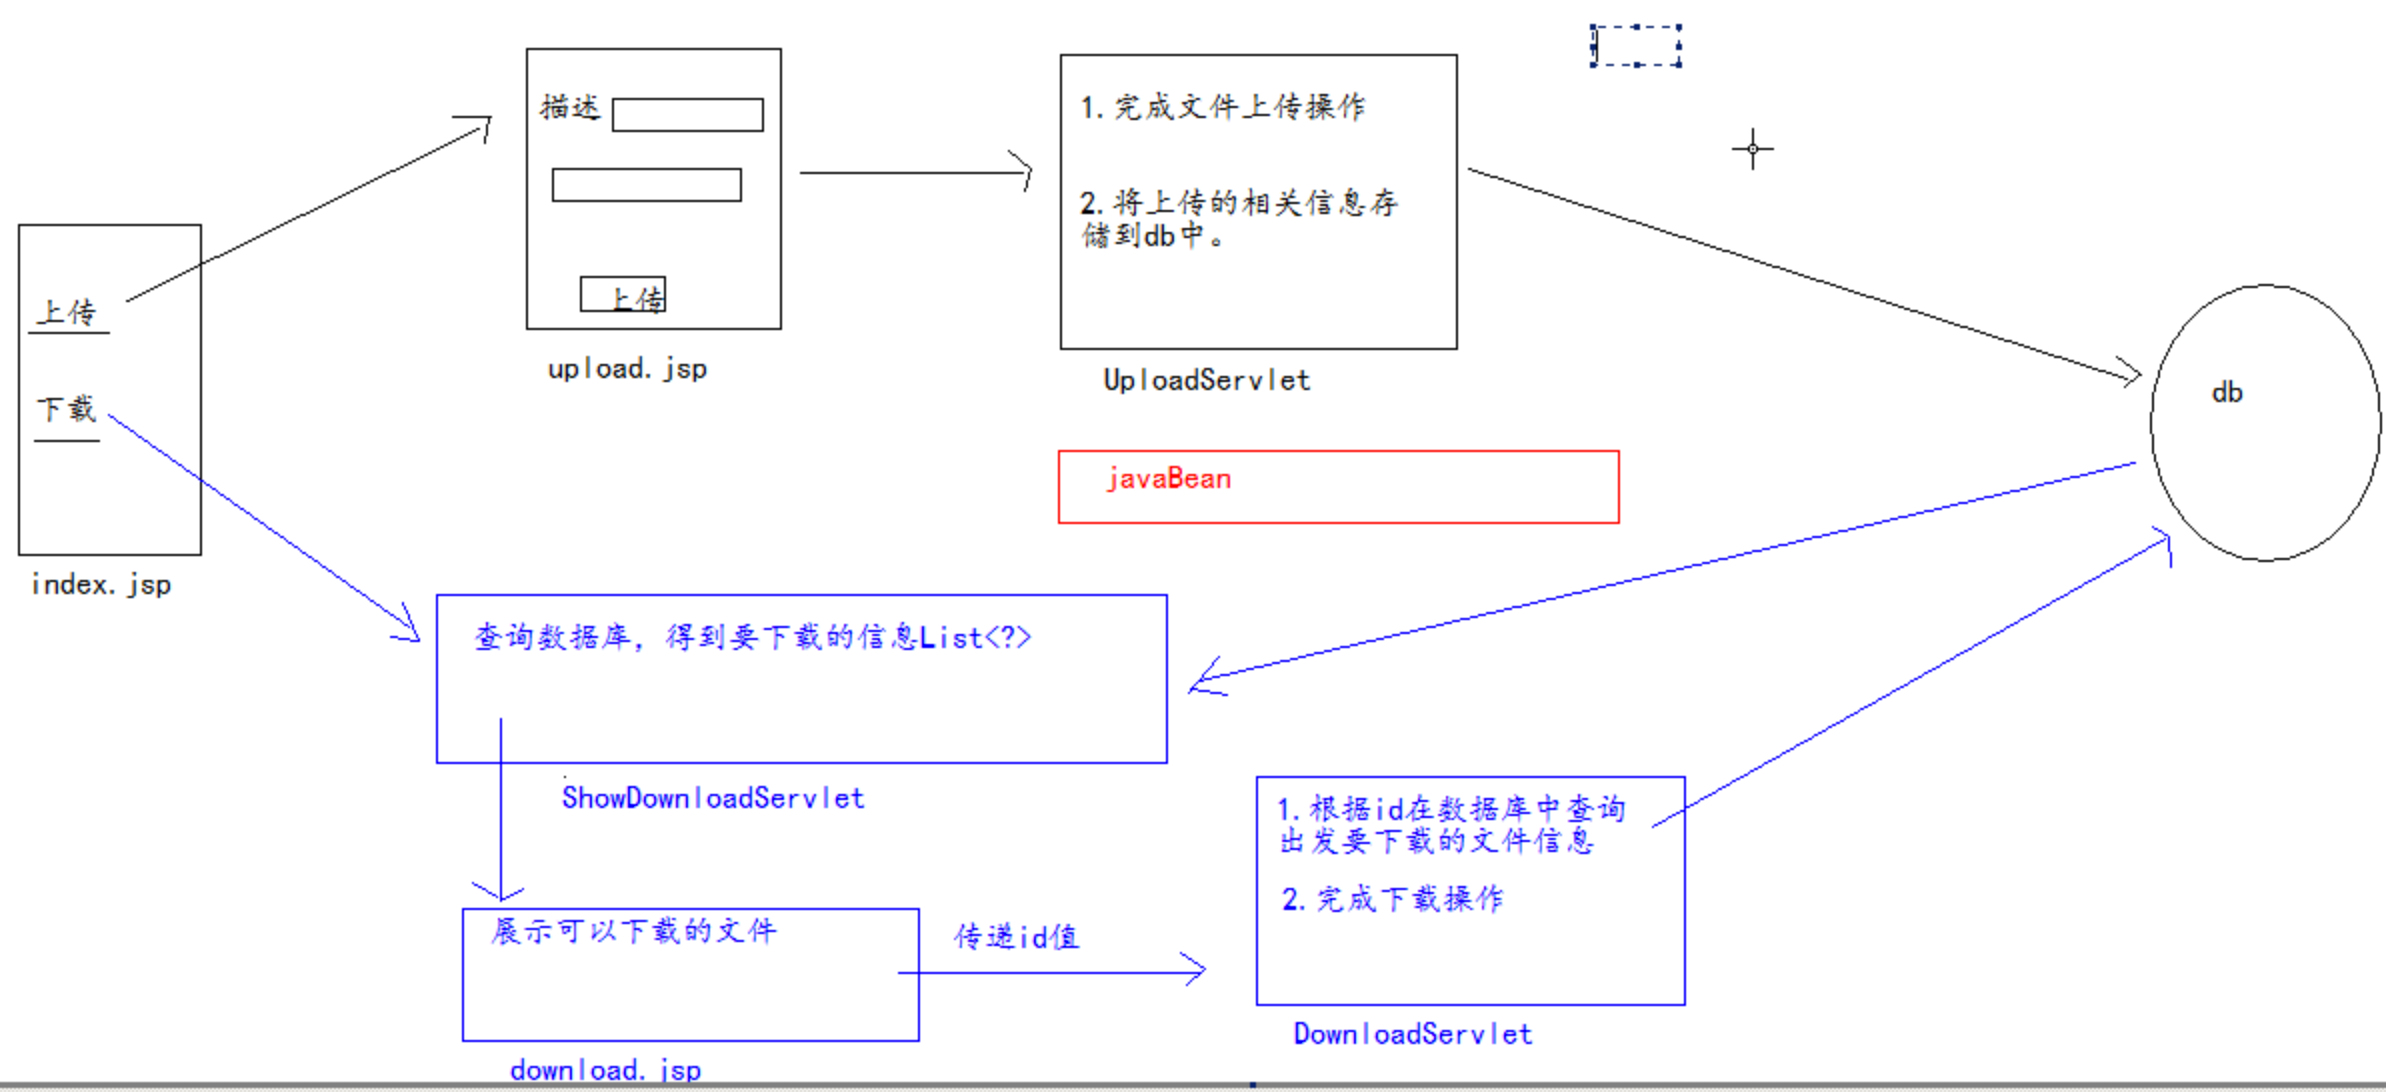 上传
下载
index.jsp
描述
上传
upload.jsp
1.完成文件上传操作
2.将上传的相关信息存
储到db中。
UploadServlet
db
javaBean
查询数据库，得到要下载的信息List<?>
ShowDownloadServlet
展示可以下载的文件
download.jsp
传递id值
1.根据id在数据库中查询
出发要下载的文件信息
2.完成下载操作
DownloadServlet